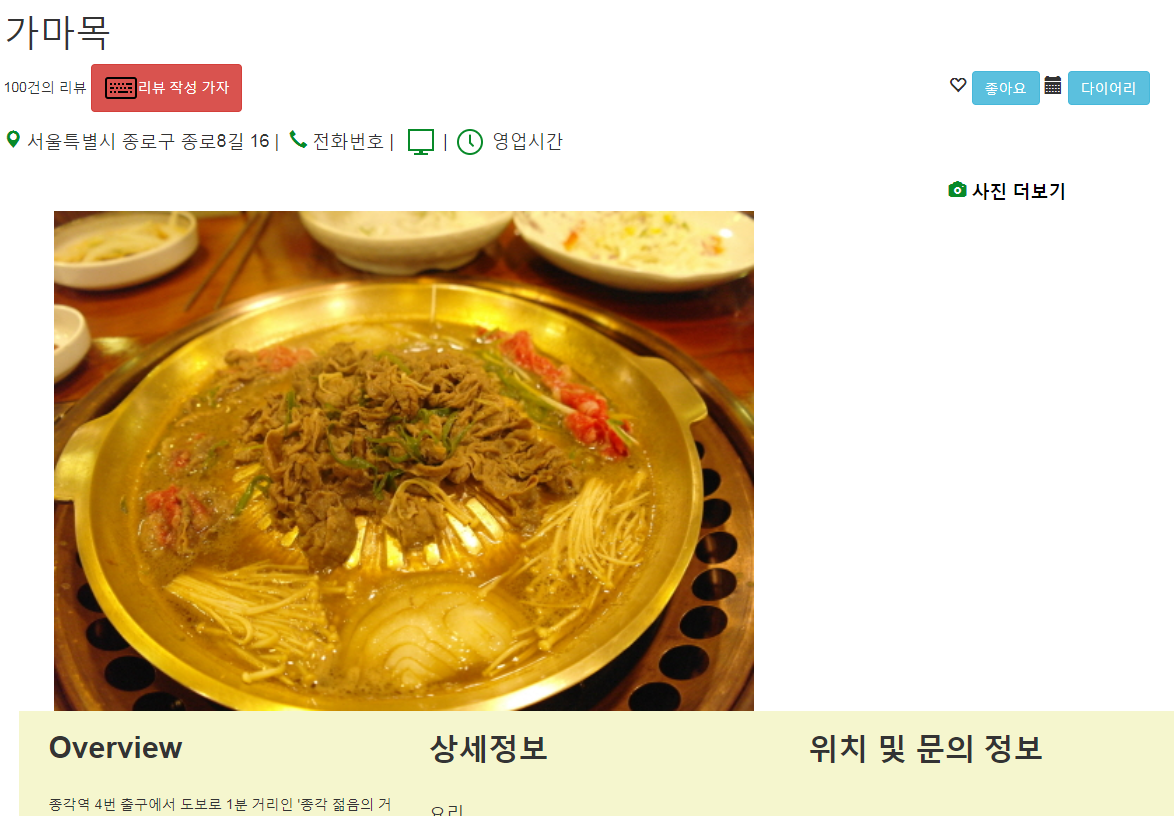 가마목
100건의 리뷰 리뷰 작성 가자 좋아요 다이어리
서울특별시 종로구 종로8길 16 | 전화번호 | | 영업시간
사진 더보기
Overview 상세정보 위치 및 문의 정보
종각역 4번 출구에서 도보로 1분 거리인 '종각 젊음의 거
요리